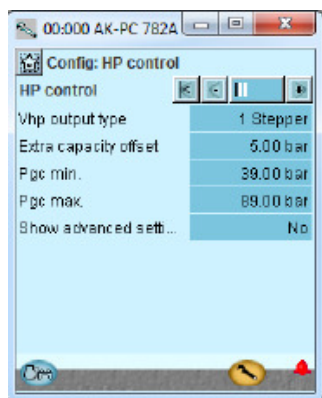 00:000 AK-PC 782A
Config: HP control
HP control
Vhp output type 1 Stepper
Extra capacity offset 5.00 bar
Pgc min. 39.00 bar
Pgc max. 89.00 bar
Show advanced setti... No